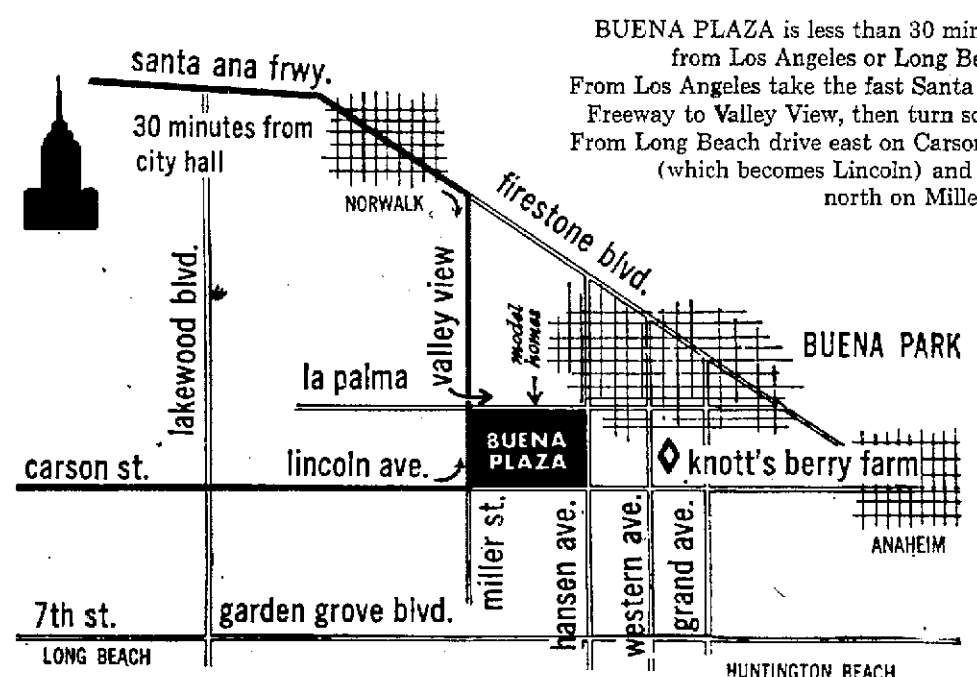 BUENA PLAZA is less than 30
from Los Angeles or Long
From Los Angeles take the fast Santa
Freeway to Valley View, then turn
From Long Beach drive east on Carson
(which becomes Lincoln) and
north on
santa ana frwy.
30 minutes from
city hall
NORWALK
firestone blvd.
lakewood blvd.
valley view
model
homes
BUENA PARK
la palma
BUENA
PLAZA
carson st.
lincoln ave.
knott's berry farm
ANAHEIM
miller st.
hansen ave.
western ave.
grand ave.
7th st.
garden grove blvd.
LONG BEACH
HUNTINGTON BEACH